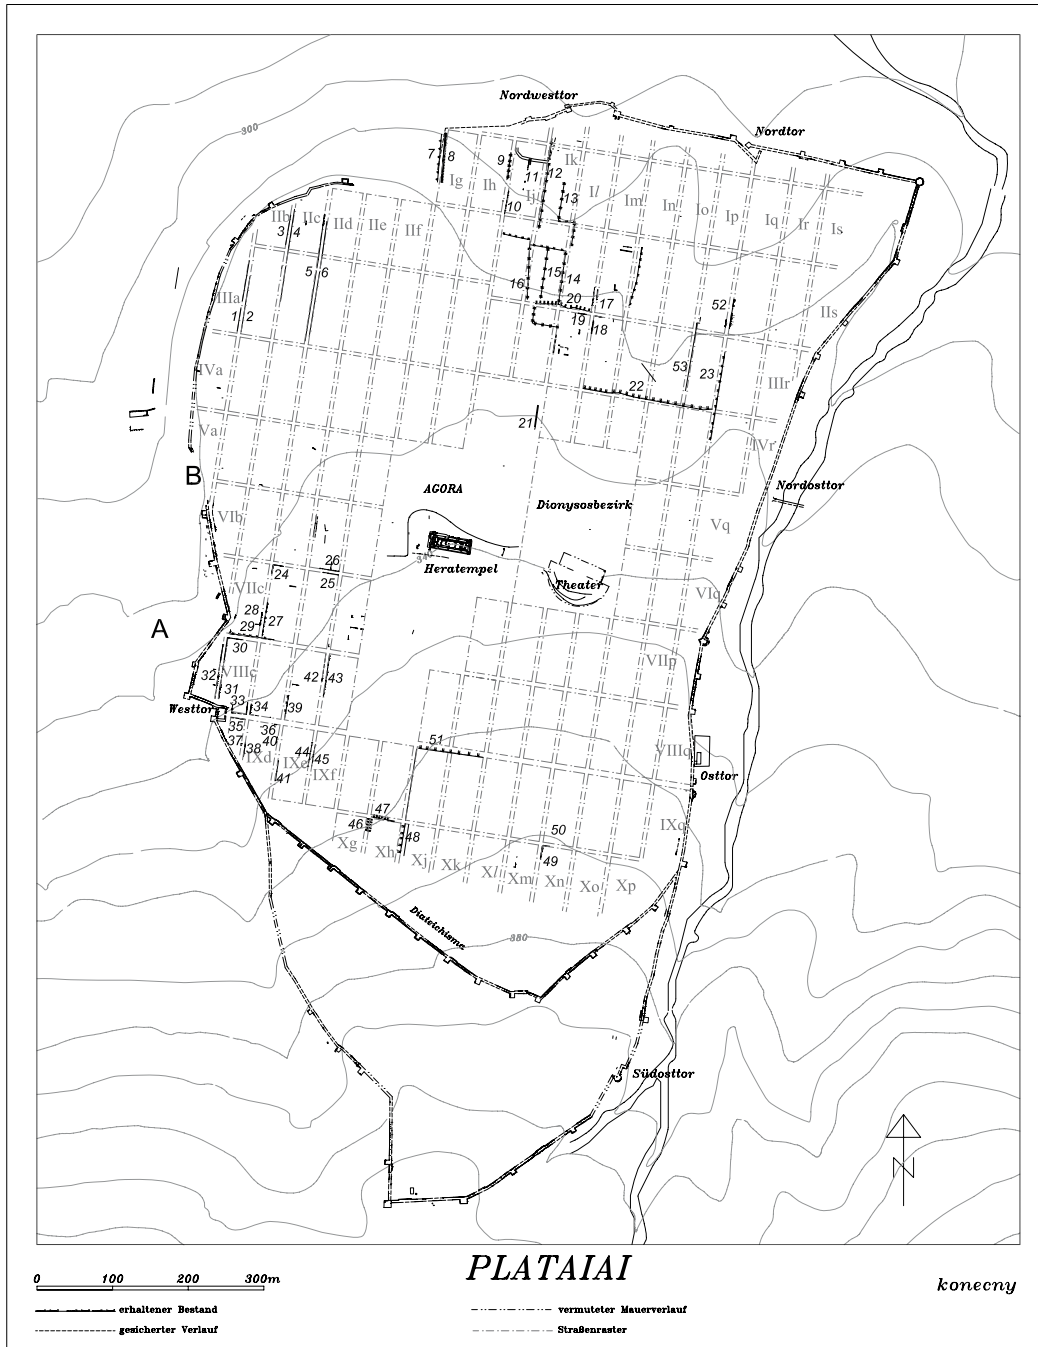 Nordwesttor
Nordtor
300
7 8 9 10 11 12 13
Ig Ih Ij Ik Il Im In Io Ip Iq Ir Is
IIb IIc IId IIe IIf
3 4 5 6
IIIa
1 2
16 15 14 20 17 19 18
52 IIs
53 23 22
IIIr
IVa
21
Va
IVr
B
AGORA
Dionysosbezirk
Nordosttor
VIb
Vq
340
Heratempel
Theater
26
24 25
VIIc
VIq
28 27
29
A
30
VIIp
32 VIIIc 42 43
31
33 34 39
Westtor
35 36
37 38 40
IXd
44 45
IXe IXf
41
51
VIIIq
Osttor
47
46 48
50
49
IXq
Xg Xh Xj Xk Xl Xm Xn Xo Xp
Diateichisma
380
Südosttor
N
PLATAIAI
0 100 200 300m
konecny
erhaltener Bestand
vermuteter Mauerverlauf
gesicherter Verlauf
Straßenraster